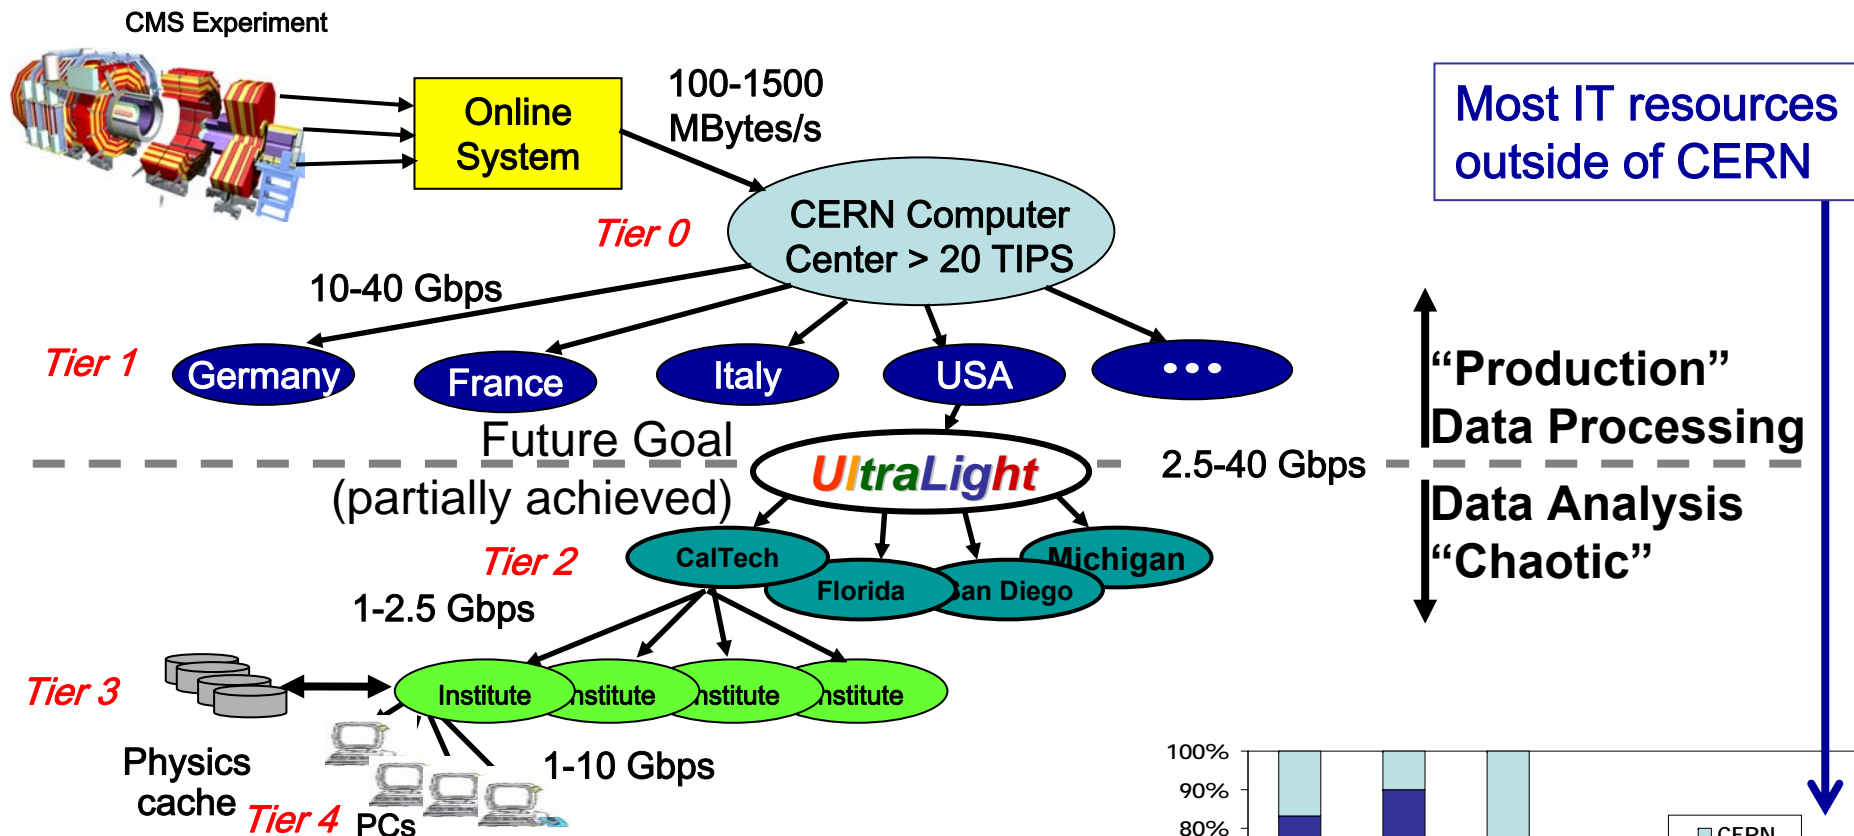 CMS Experiment
Online
System
100-1500
MBytes/s
Most IT resources
outside of CERN
Tier 0
CERN Computer
Center > 20 TIPS
10-40 Gbps
Tier 1
Germany
France
Italy
USA
...
"Production"
Data Processing
Future Goal
(partially achieved)
UltraLight
2.5-40 Gbps
Data Analysis
"Chaotic"
Tier 2
CalTech
Florida
San Diego
Michigan
1-2.5 Gbps
Tier 3
Institute
nstitute
nstitute
nstitute
Physics
cache
1-10 Gbps
Tier 4
PCs
100%
90%
80%
CERN